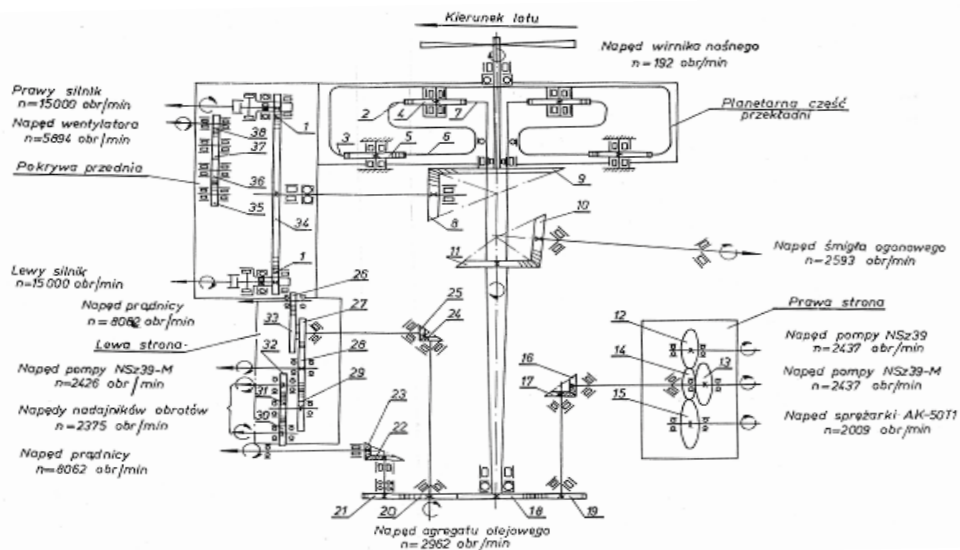 Kierunek lotu
Napęd wirnika nośnego
n=192 obr/min
Prawy silnik
n=15000 obr/min
Napęd wentylatora
n=5894 obr/min
Pokrywa przednia
Planetarna część
przekładni
1
2
3
4
5
6
7
38
37
36
35
34
8
9
10
11
Napęd śmigła ogonowego
n=2593 obr/min
Lewy silnik
n=15000 obr/min
1
26
27
Napęd prądnicy
n=8062 obr/min
Lewa strona
33
32
28
29
25
24
Prawa strona
12
Napęd pompy NSz39
n=2437 obr/min
14
13
Napęd pompy NSz39-M
n=2437 obr/min
15
Napęd sprężarki AK-50T1
n=2009 obr/min
16
17
Napęd pompy NSz39-M
n=2426 obr/min
31
30
Napędy nadajników obrotów
n=2375 obr/min
23
22
Napęd prądnicy
n=8062 obr/min
21
20
18
19
Napęd agregatu olejowego
n=2962 obr/min